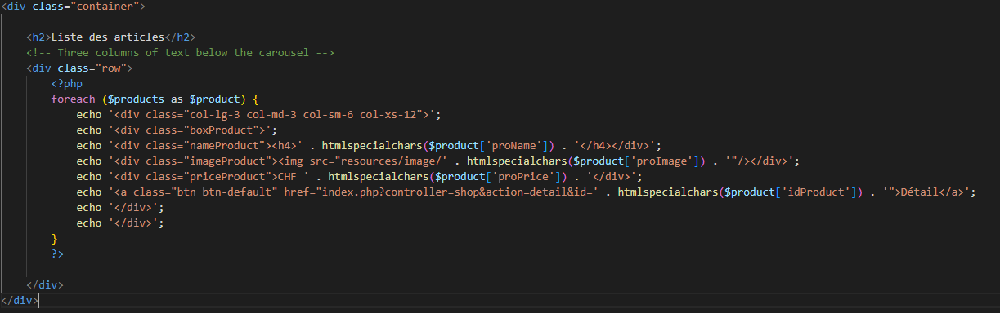 <div class="container">
<h2>Liste des articles</h2>
<!-- Three columns of text below the carousel -->
<div class="row">
<?php
foreach ($products as $product) {
echo '<div class="col-lg-3 col-md-3 col-sm-6 col-xs-12">';
echo '<div class="boxProduct">';
echo '<div class="nameProduct"><h4>' . htmlspecialchars($product['proName']) . '</h4></div>';
echo '<div class="imageProduct"><img src="resources/image/' . htmlspecialchars($product['proImage']) . '"/></div>';
echo '<div class="priceProduct">CHF ' . htmlspecialchars($product['proPrice']) . '</div>';
echo '<a class="btn btn-default" href="index.php?controller=shop&action=detail&id=' . htmlspecialchars($product['idProduct']) . '">Détail</a>';
echo '</div>';
echo '</div>';
}
?>
</div>
</div>